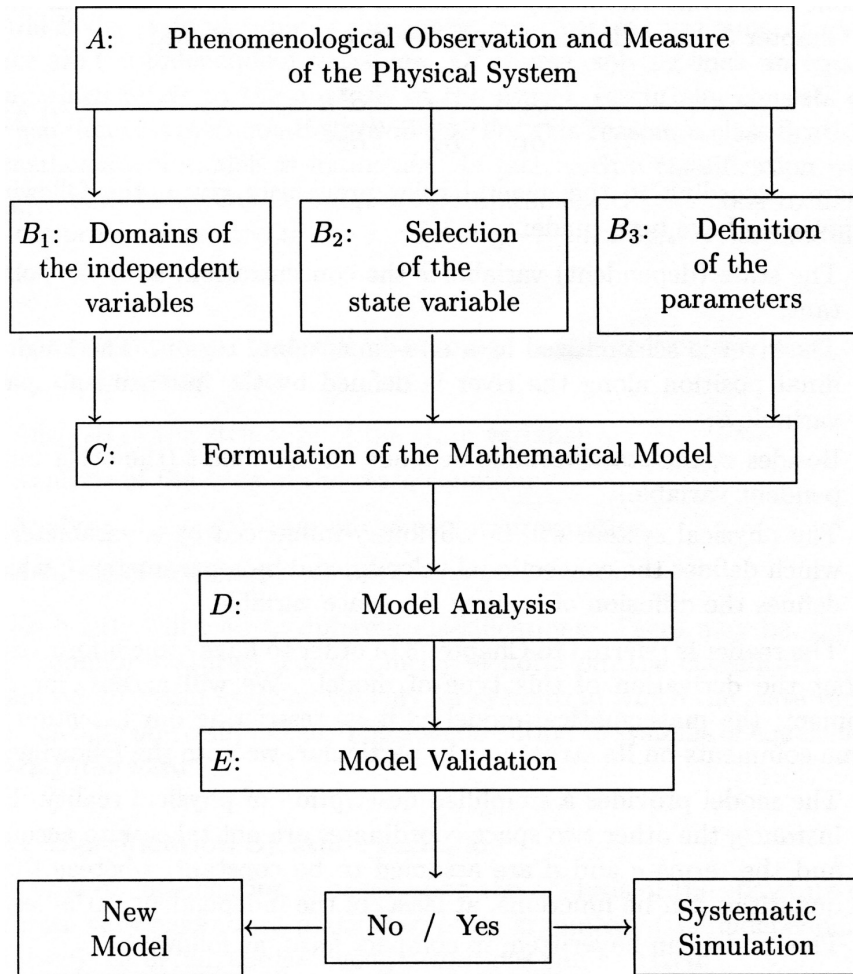 A: Phenomenological Observation and Measure
of the Physical System
B₁: Domains of
the independent
variables
B₂: Selection
of the
state variable
B₃: Definition
of the
parameters
C: Formulation of the Mathematical Model
D: Model Analysis
E: Model Validation
New
Model
No / Yes
Systematic
Simulation